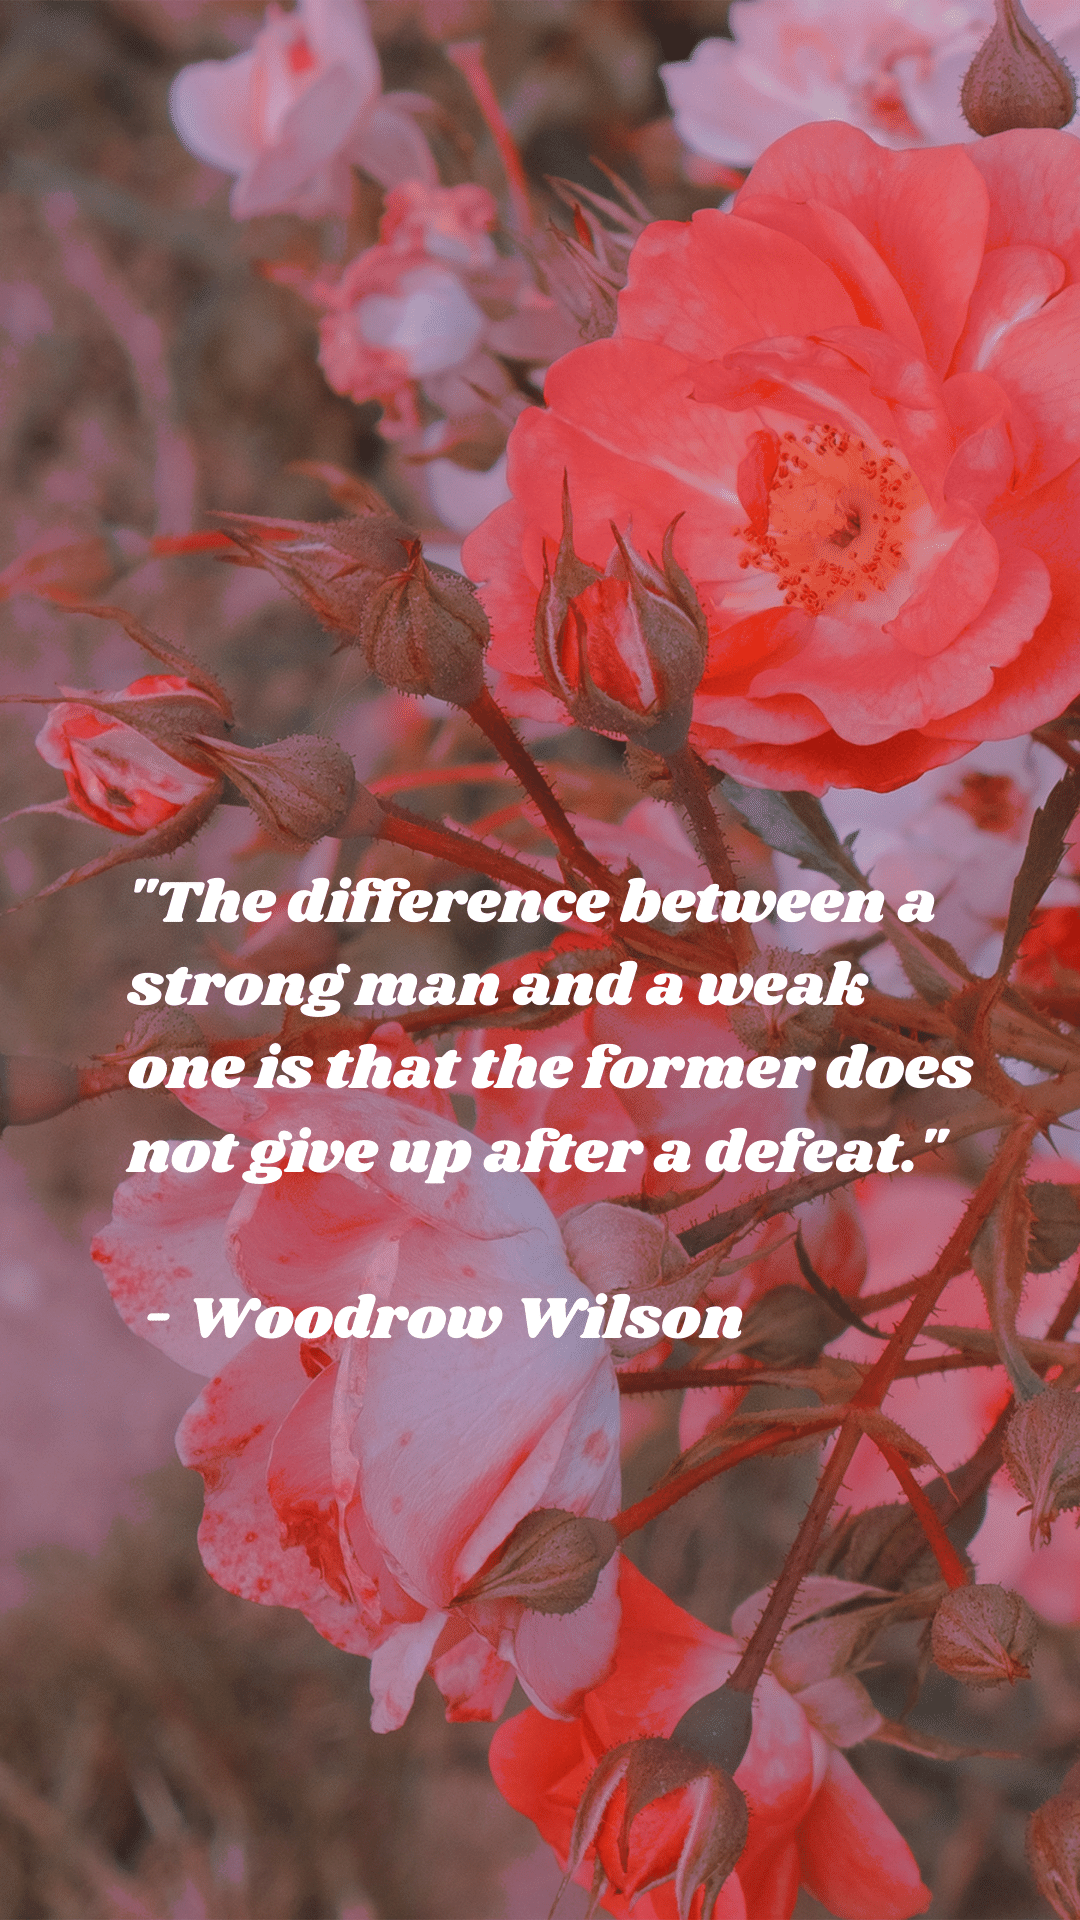 "The difference between a
strong man and a weak
one is that the former does
not give up after a defeat."
- Woodrow Wilson